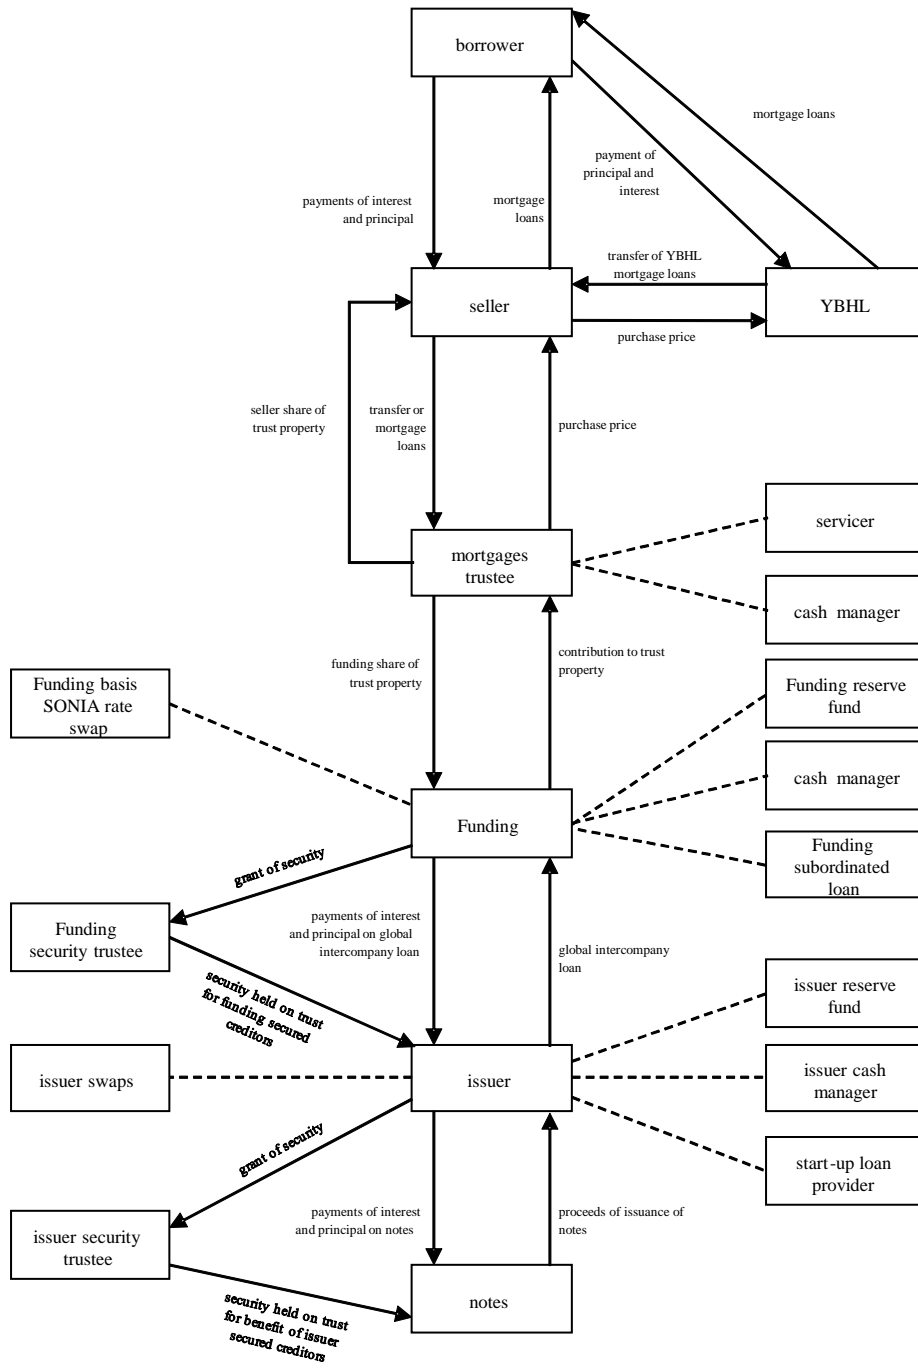 borrower
mortgage loans
payment of
principal and
interest
payments of interest
and principal
mortgage
loans
transfer of YBHL
mortgage loans
seller
YBHL
purchase price
seller share of
trust property
transfer or
mortgage
loans
purchase price
servicer
mortgages
trustee
cash manager
funding share of
trust property
contribution to trust
property
Funding basis
SONIA rate
swap
Funding reserve
fund
cash manager
Funding
Funding
subordinated
loan
grant of security
Funding
security trustee
payments of interest
and principal on global
intercompany loan
global intercompany
loan
security held on trust
for funding secured
creditors
issuer reserve
fund
issuer swaps
issuer
issuer cash
manager
grant of security
start-up loan
provider
issuer security
trustee
payments of interest
and principal on notes
proceeds of issuance of
notes
notes
security held on trust
for benefit of issuer
secured creditors